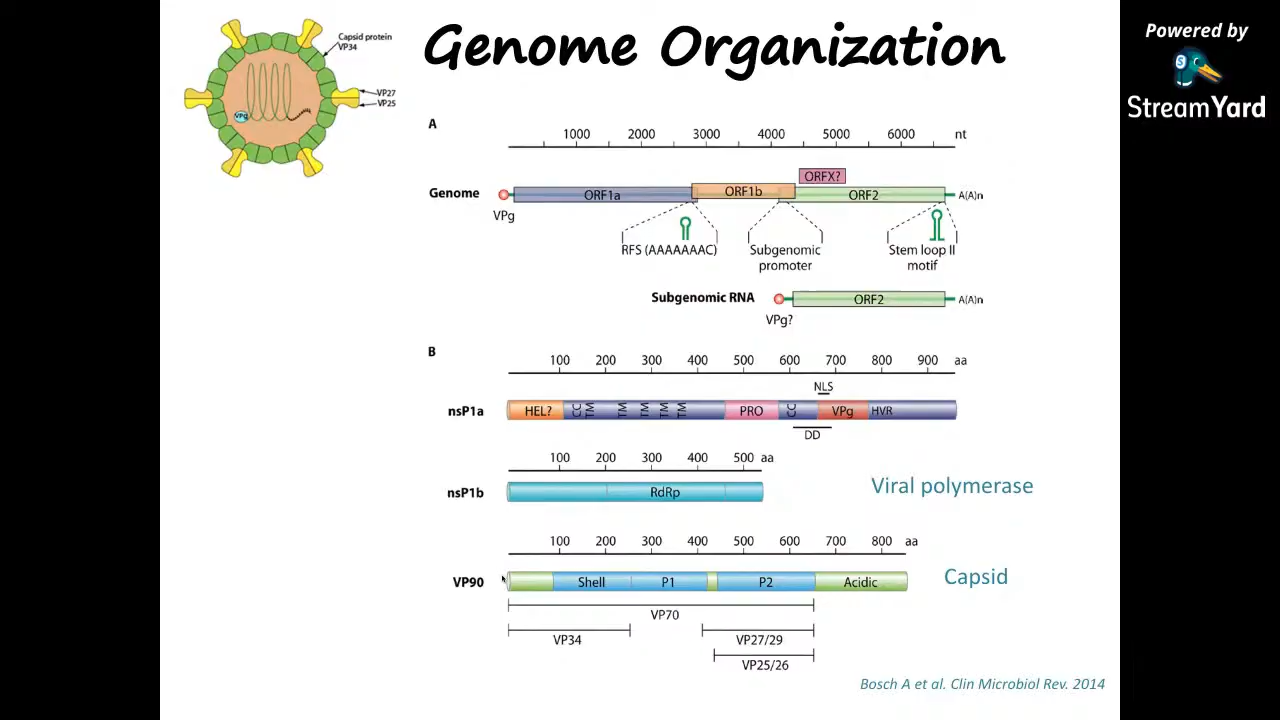 Genome Organization
Powered by
StreamYard
Capsid protein
VP34
VP27
VP25
VPg
A
1000 2000 3000 4000 5000 6000 nt
ORFX?
Genome ORF1a ORF1b ORF2 A(A)n
VPg
RFS (AAAAAAAC) Subgenomic promoter Stem loop II motif
Subgenomic RNA ORF2 A(A)n
VPg?
B
100 200 300 400 500 600 700 800 900 aa
NLS
nsP1a HEL? CC TM TM TM TM TM PRO CC VPg HVR
DD
100 200 300 400 500 aa
nsP1b RdRp
Viral polymerase
100 200 300 400 500 600 700 800 aa
VP90 Shell P1 P2 Acidic
Capsid
VP70
VP34 VP27/29
VP25/26
Bosch A et al. Clin Microbiol Rev. 2014